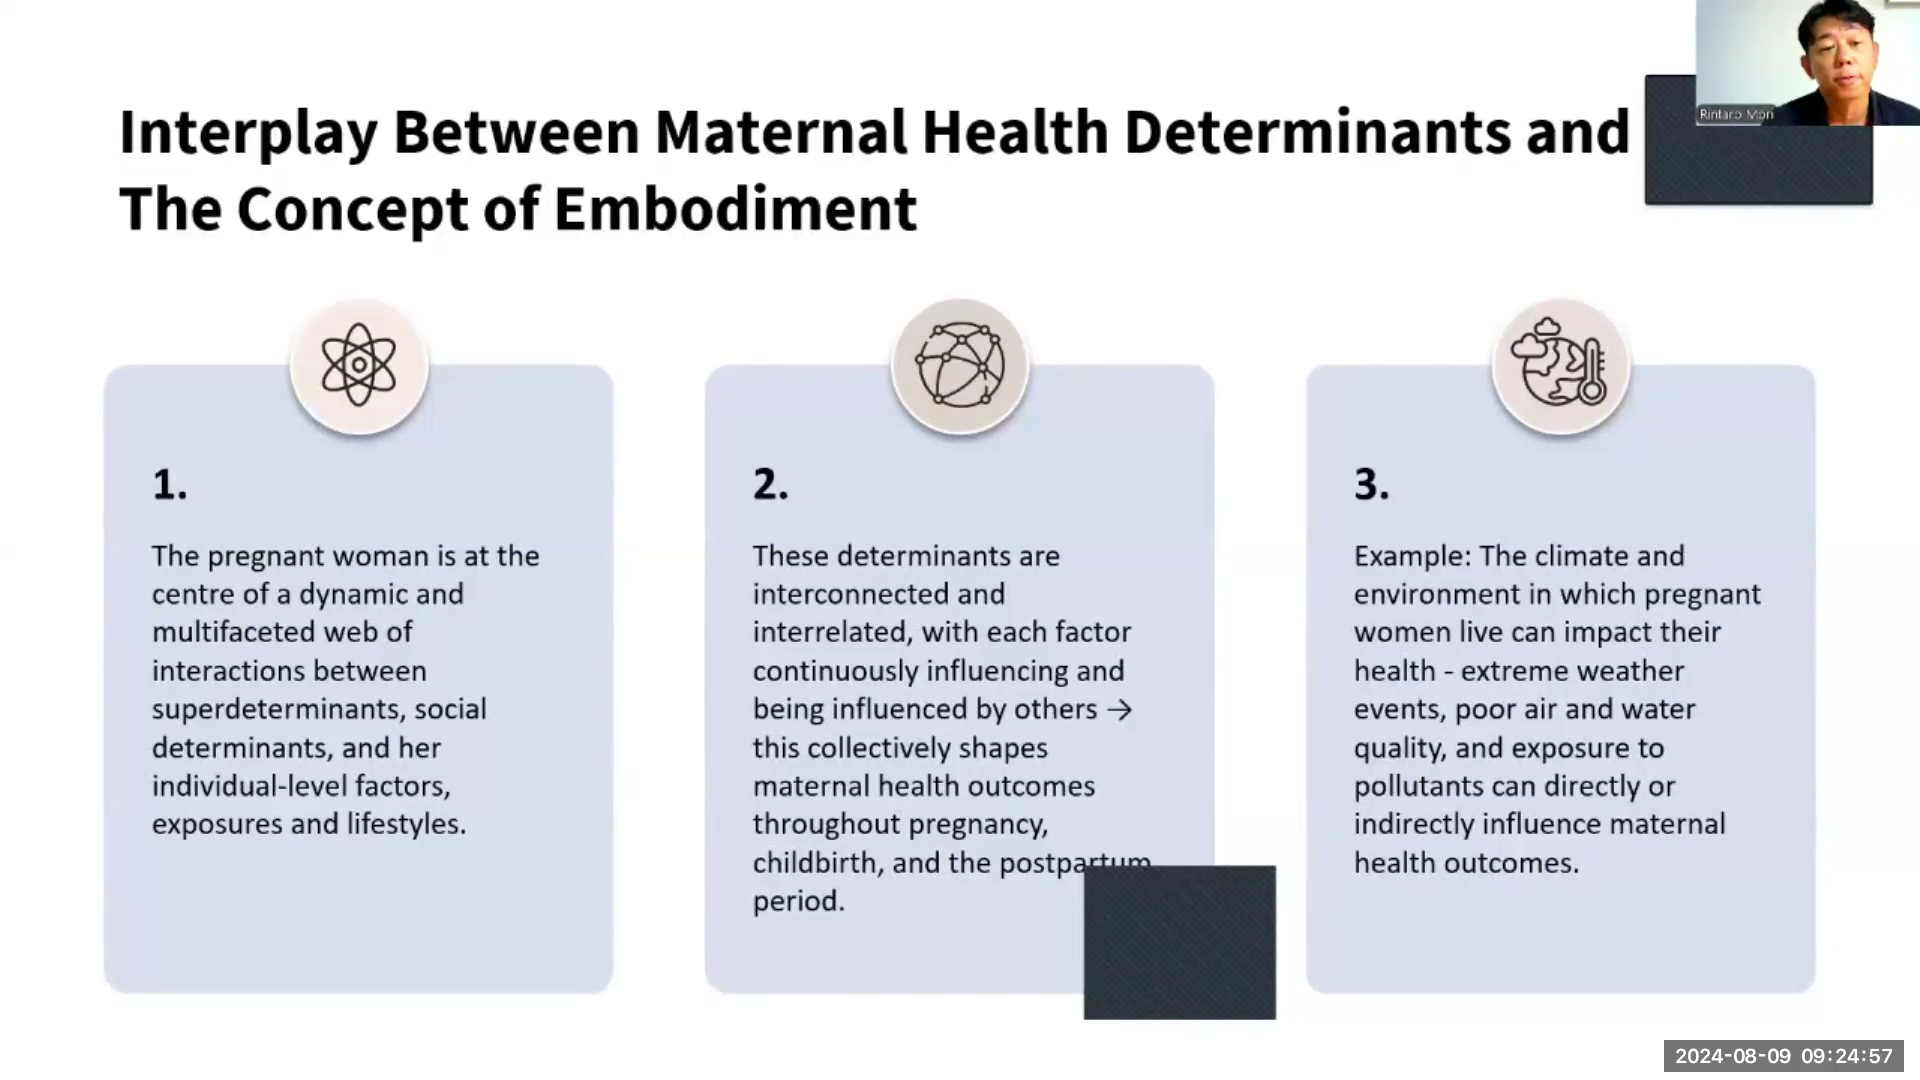 Rintaro Mori
Interplay Between Maternal Health Determinants and
The Concept of Embodiment
1.
The pregnant woman is at the
centre of a dynamic and
multifaceted web of
interactions between
superdeterminants, social
determinants, and her
individual-level factors,
exposures and lifestyles.
2.
These determinants are
interconnected and
interrelated, with each factor
continuously influencing and
being influenced by others →
this collectively shapes
maternal health outcomes
throughout pregnancy,
childbirth, and the postpartum
period.
3.
Example: The climate and
environment in which pregnant
women live can impact their
health - extreme weather
events, poor air and water
quality, and exposure to
pollutants can directly or
indirectly influence maternal
health outcomes.
2024-08-09 09:24:57